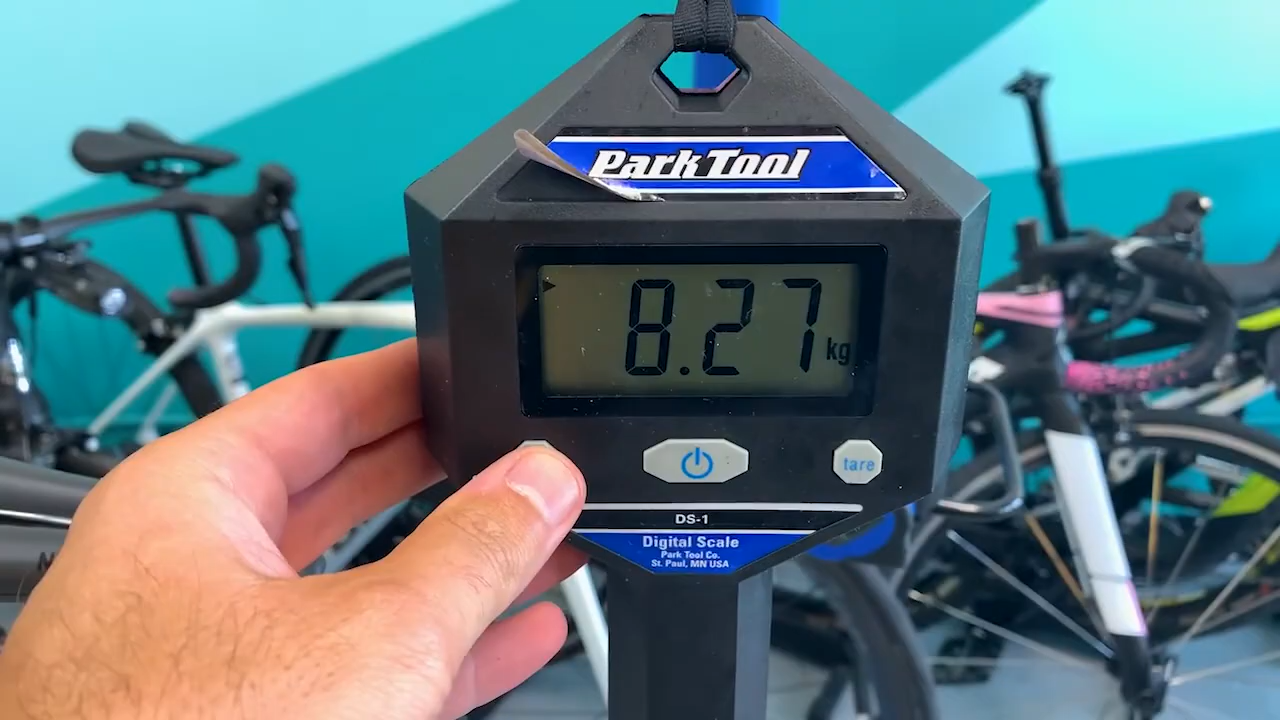 Park Tool
8.27 kg
tare
DS-1
Digital Scale
Park Tool Co.
St. Paul, MN USA